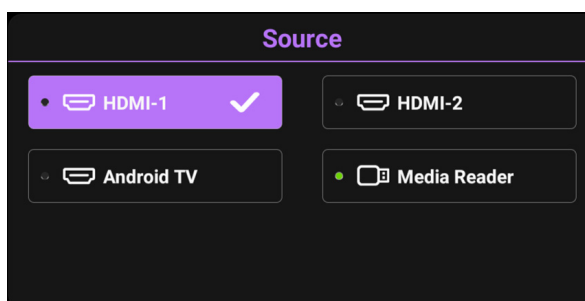 Source
HDMI-1
HDMI-2
Android TV
Media Reader